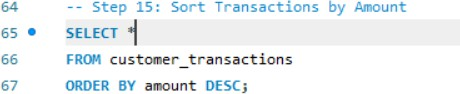 64 -- Step 15: Sort Transactions by Amount
65 SELECT *
66 FROM customer_transactions
67 ORDER BY amount DESC;